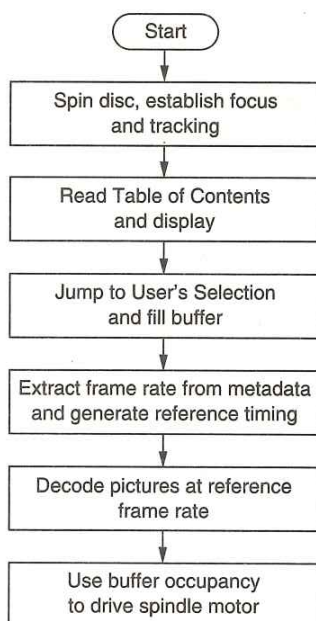 Start
Spin disc, establish focus
and tracking
Read Table of Contents
and display
Jump to User's Selection
and fill buffer
Extract frame rate from metadata
and generate reference timing
Decode pictures at reference
frame rate
Use buffer occupancy
to drive spindle motor